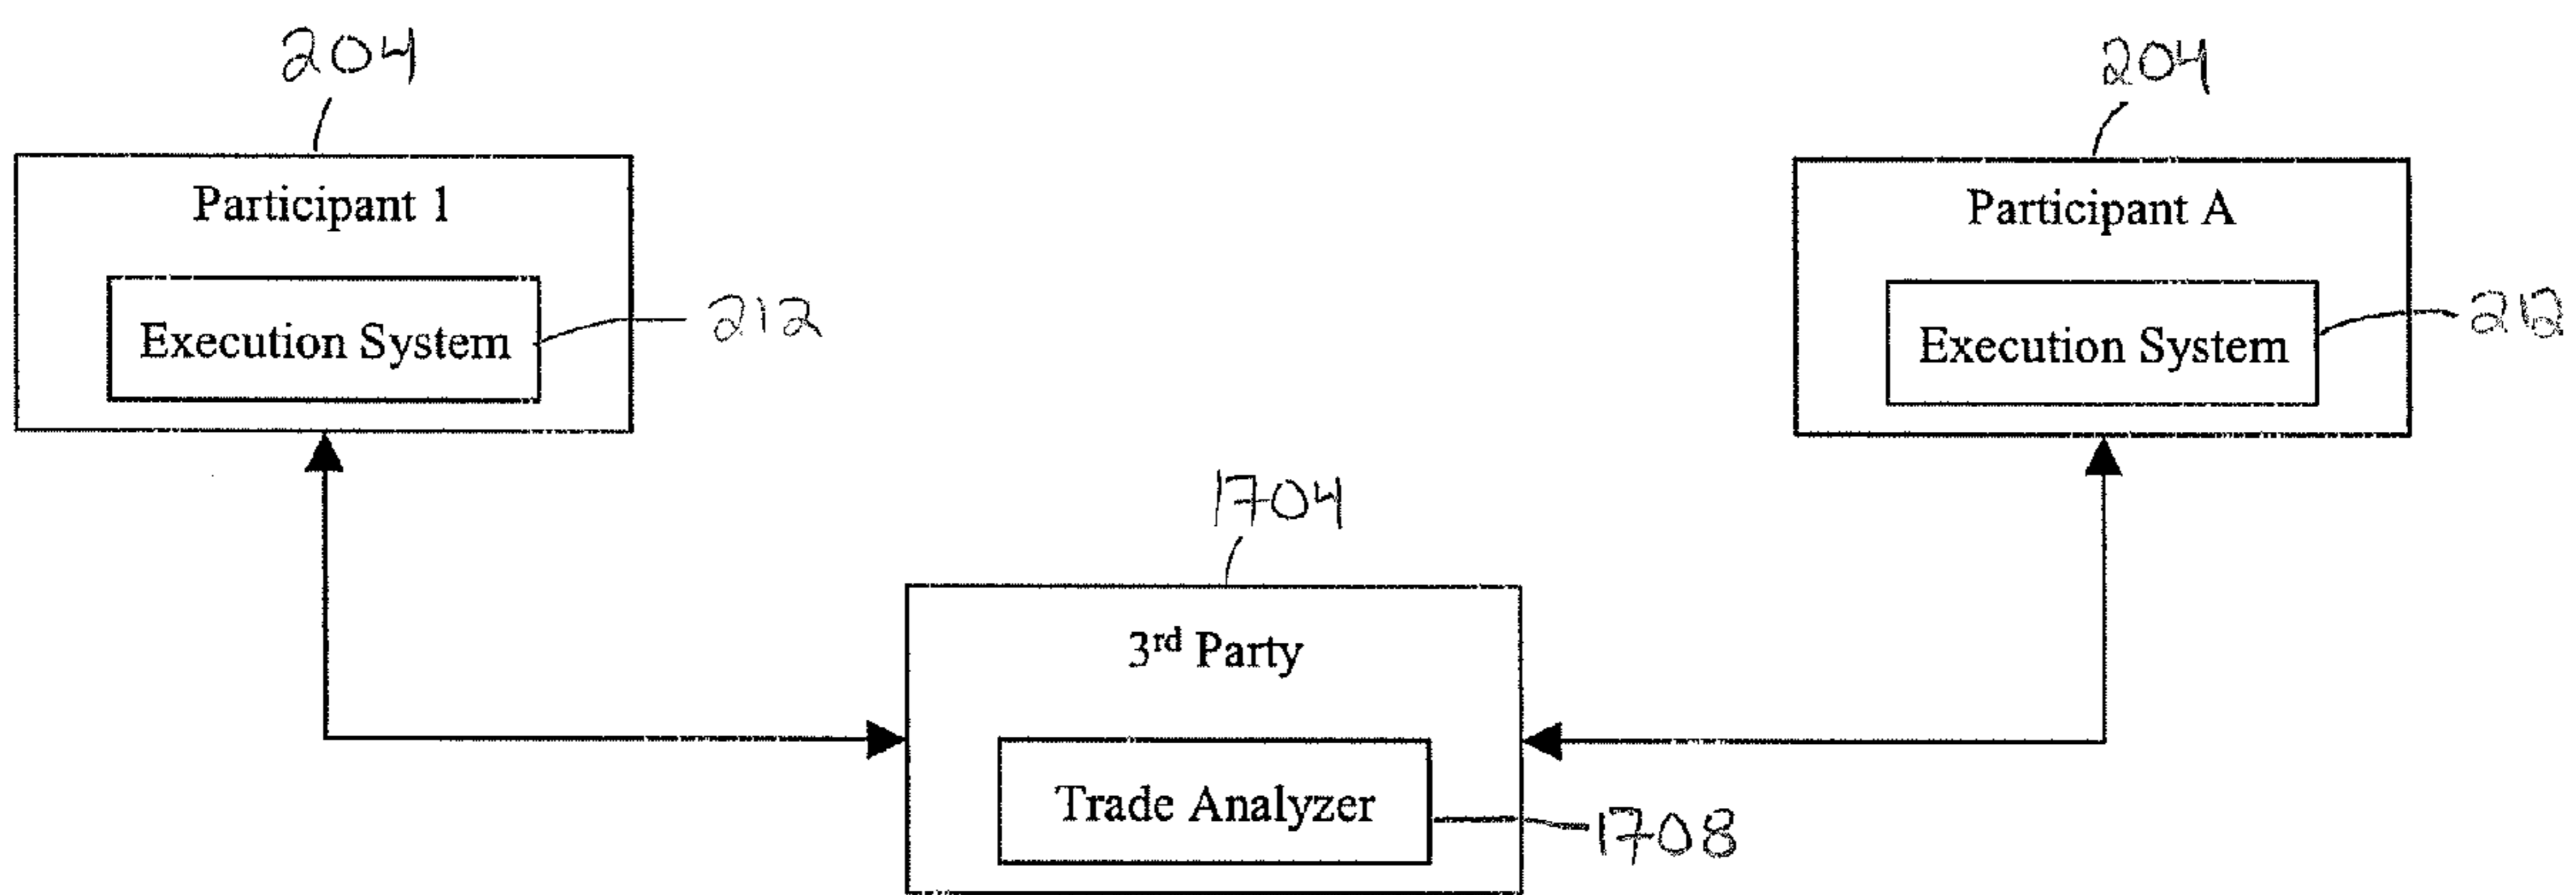 204
204
Participant 1
Participant A
Execution System
212
Execution System
212
1704
3rd Party
Trade Analyzer
1708